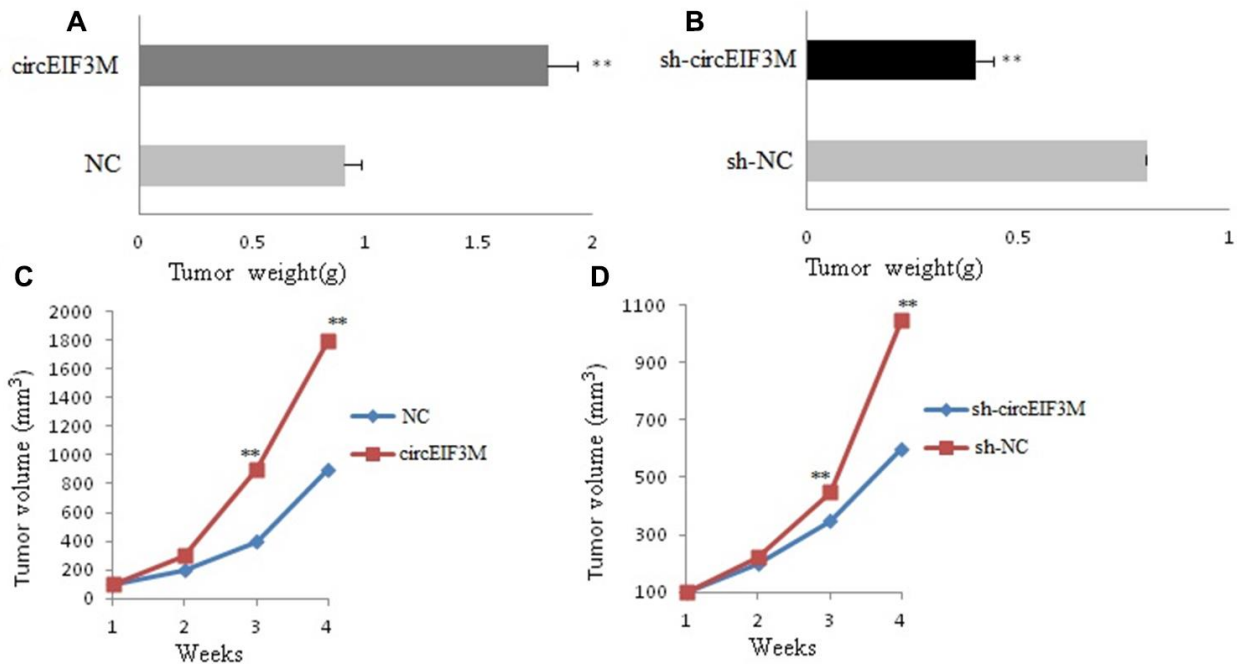 A
circEIF3M
**
NC
0 0.5 1 1.5 2
Tumor weight(g)
B
sh-circEIF3M
**
sh-NC
0 0.5 1
Tumor weight(g)
C
Tumor volume (mm³)
2000
1800
1600
1400
1200
1000
800
600
400
200
0
**
**
NC
circEIF3M
1 2 3 4
Weeks
D
Tumor volume (mm³)
1100
900
700
500
300
100
**
**
sh-circEIF3M
sh-NC
1 2 3 4
Weeks